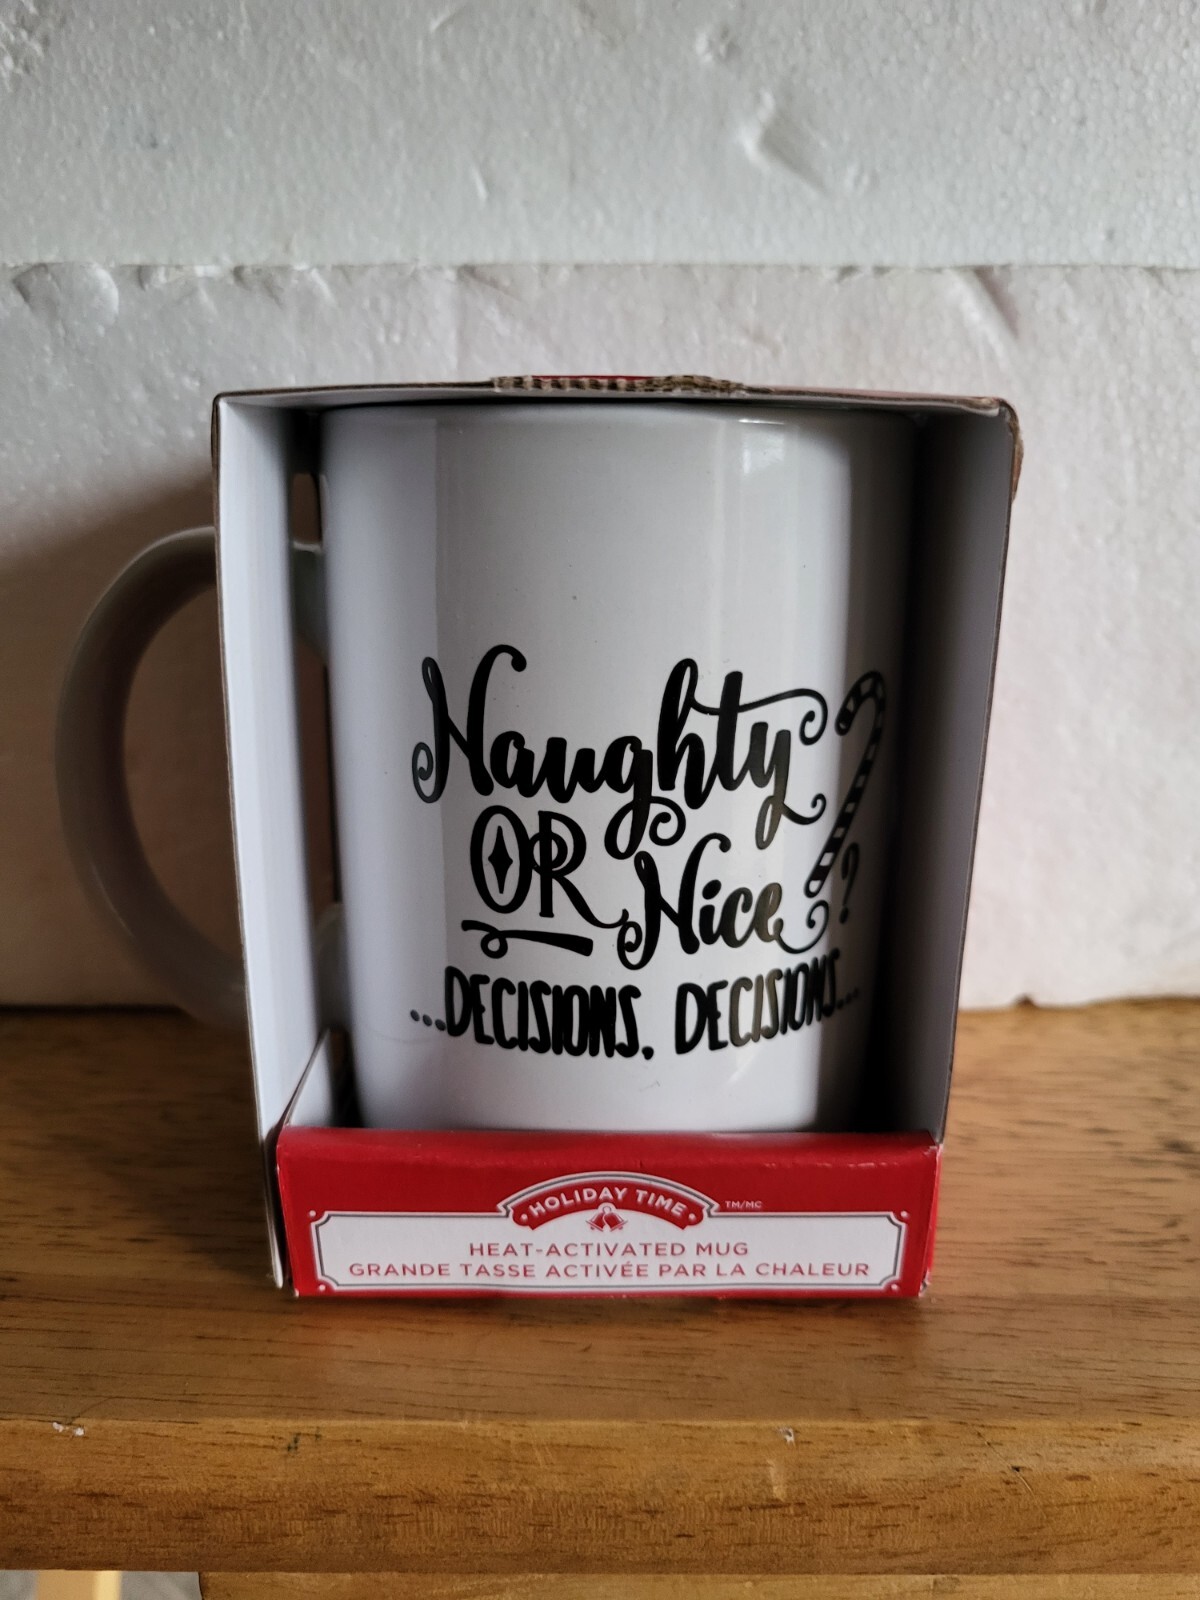 Naughty
OR Nice?
...DECISIONS, DECISIONS...
HOLIDAY TIME TM/MC
HEAT-ACTIVATED MUG
GRANDE TASSE ACTIVÉE PAR LA CHALEUR